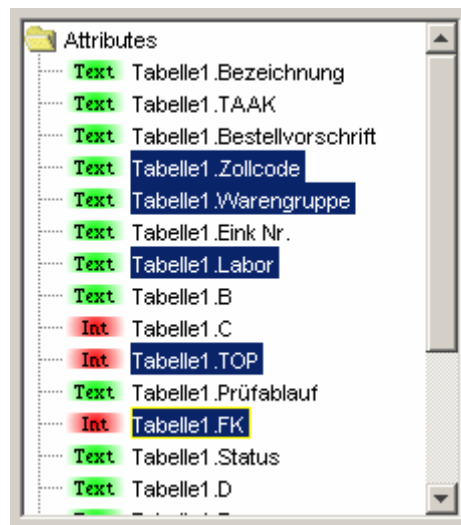 Attributes
Text Tabelle1.Bezeichnung
Text Tabelle1.TAAK
Text Tabelle1.Bestellvorschrift
Text Tabelle1.Zollcode
Text Tabelle1.Warengruppe
Text Tabelle1.Eink Nr.
Text Tabelle1.Labor
Text Tabelle1.B
Int Tabelle1.C
Int Tabelle1.TOP
Text Tabelle1.Prüfablauf
Int Tabelle1.FK
Text Tabelle1.Status
Text Tabelle1.D